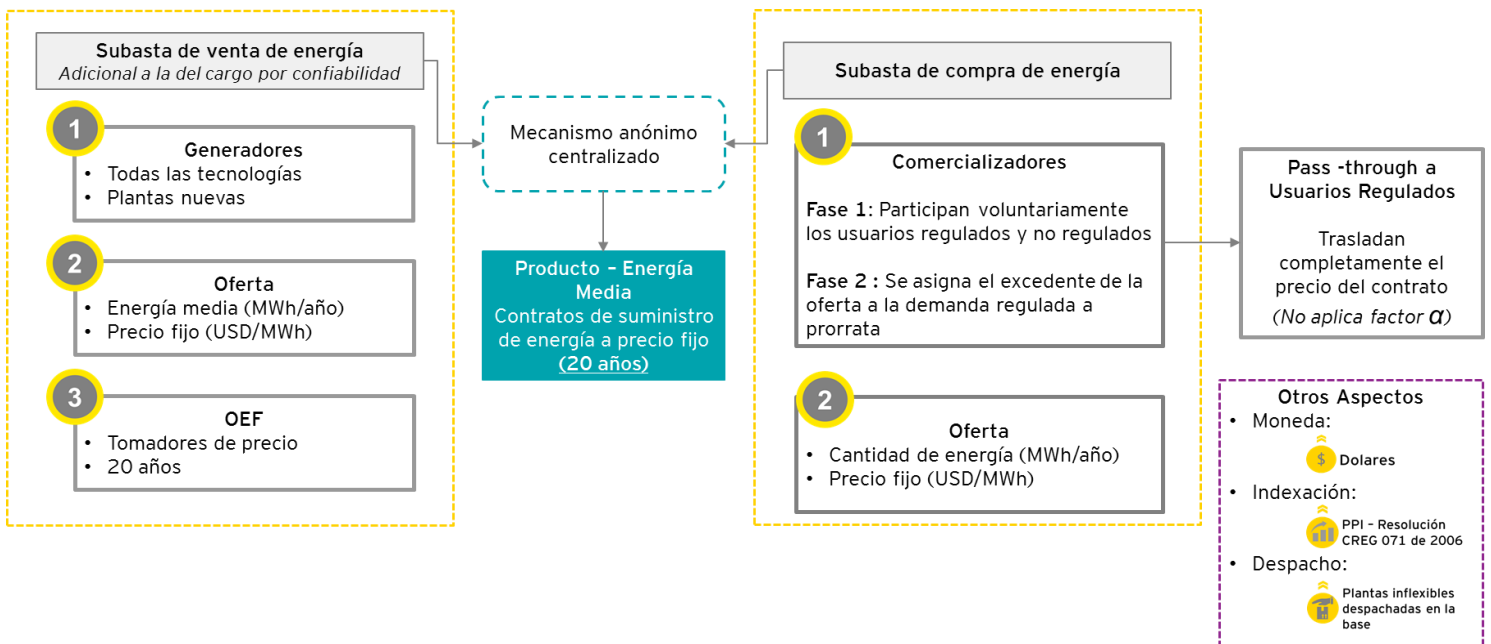 Subasta de venta de energía
Adicional a la del cargo por confiabilidad
1
Generadores
• Todas las tecnologías
• Plantas nuevas
2
Oferta
• Energía media (MWh/año)
• Precio fijo (USD/MWh)
3
OEF
• Tomadores de precio
• 20 años
Mecanismo anónimo
centralizado
Producto – Energía
Media
Contratos de suministro
de energía a precio fijo
(20 años)
Subasta de compra de energía
1
Comercializadores
Fase 1: Participan voluntariamente
los usuarios regulados y no regulados
Fase 2 : Se asigna el excedente de la
oferta a la demanda regulada a
prorrata
2
Oferta
• Cantidad de energía (MWh/año)
• Precio fijo (USD/MWh)
Pass -through a
Usuarios Regulados
Trasladan
completamente el
precio del contrato
(No aplica factor α)
Otros Aspectos
• Moneda:
$ Dolares
• Indexación:
PPI – Resolución
CREG 071 de 2006
• Despacho:
Plantas inflexibles
despachadas en la
base